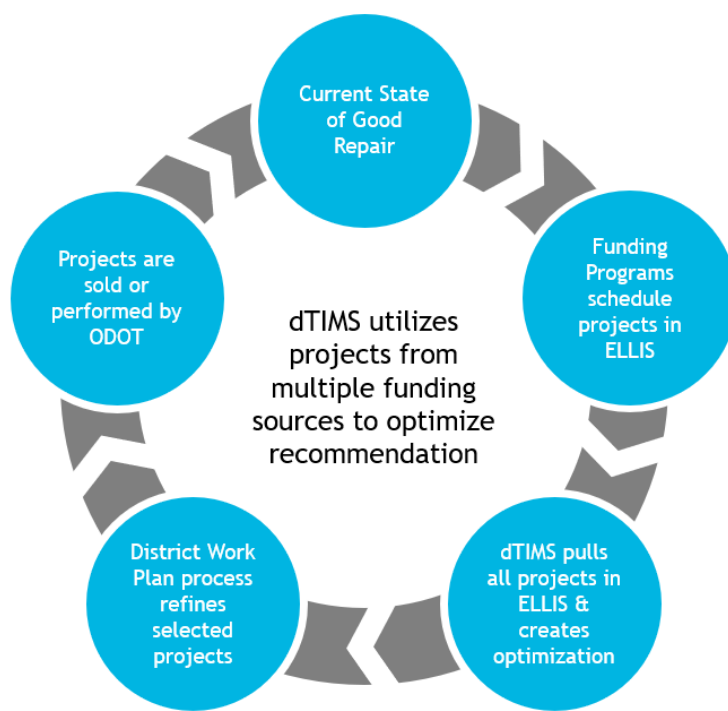 Current State
of Good
Repair
Funding
Programs
schedule
projects in
ELLIS
dTIMS pulls
all projects in
ELLIS &
creates
optimization
District Work
Plan process
refines
selected
projects
Projects are
sold or
performed by
ODOT
dTIMS utilizes
projects from
multiple funding
sources to optimize
recommendation